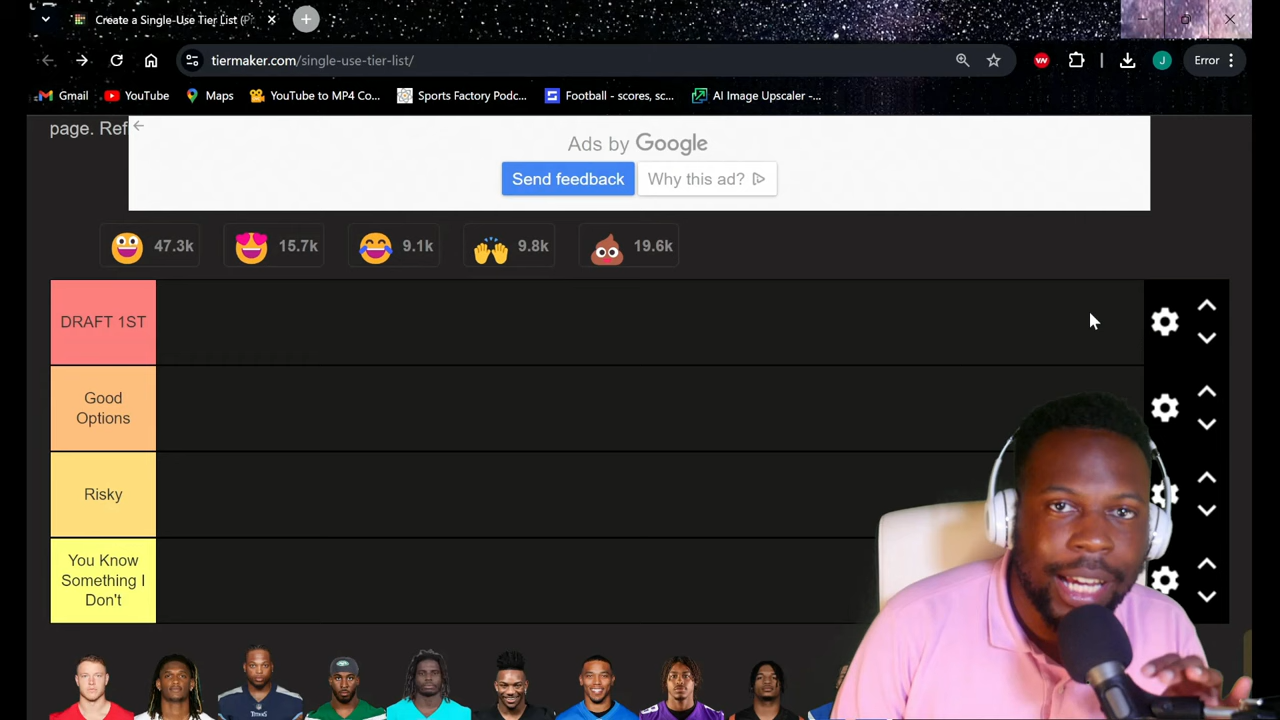 Create a Single-Use Tier List (P
tiermaker.com/single-use-tier-list/
Error
Gmail
YouTube
Maps
YouTube to MP4 Co...
Sports Factory Podc...
Football - scores, sc...
AI Image Upscaler -...
page. Ref
Ads by Google
Send feedback
Why this ad?
47.3k
15.7k
9.1k
9.8k
19.6k
DRAFT 1ST
Good
Options
Risky
You Know
Something I
Don't
J
TITANS